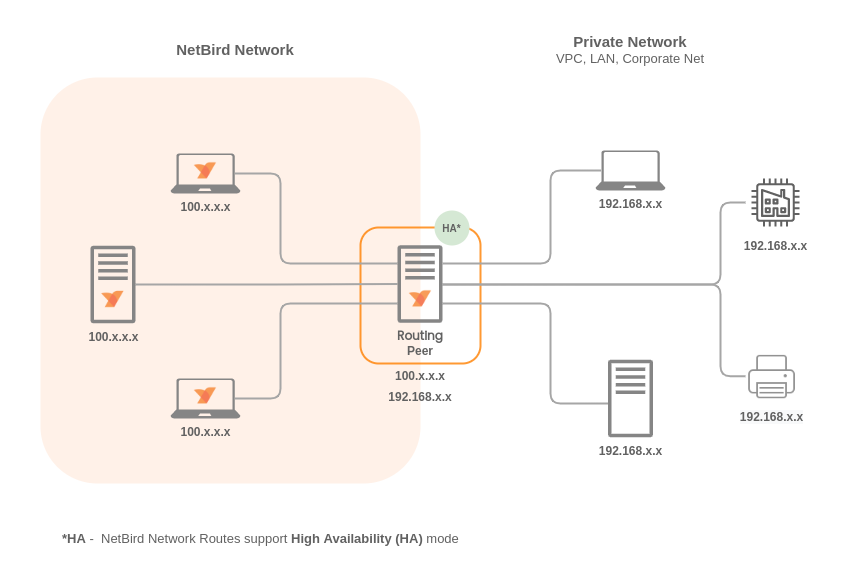 NetBird Network
Private Network
VPC, LAN, Corporate Net
100.x.x.x
192.168.x.x
HA*
192.168.x.x
100.x.x.x
Routing
Peer
100.x.x.x
192.168.x.x
192.168.x.x
100.x.x.x
192.168.x.x
*HA - NetBird Network Routes support High Availability (HA) mode